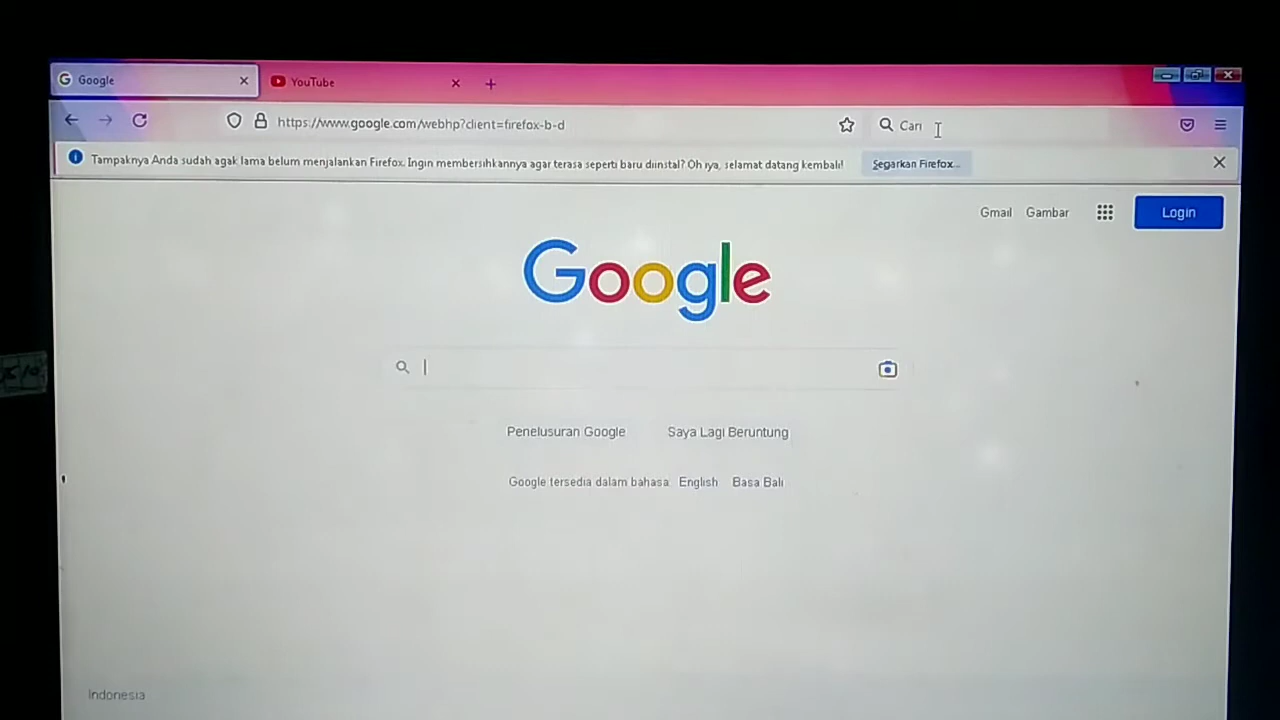 Google
YouTube
https://www.google.com/webhp?client=firefox-b-d
Cari
Tampaknya Anda sudah agak lama belum menjalankan Firefox. Ingin membersihkannya agar terasa seperti baru diinstal? Oh iya, selamat datang kembali!
Segarkan Firefox...
Gmail Gambar
Login
Google
Penelusuran Google
Saya Lagi Beruntung
Google tersedia dalam bahasa: English Basa Bali
Indonesia